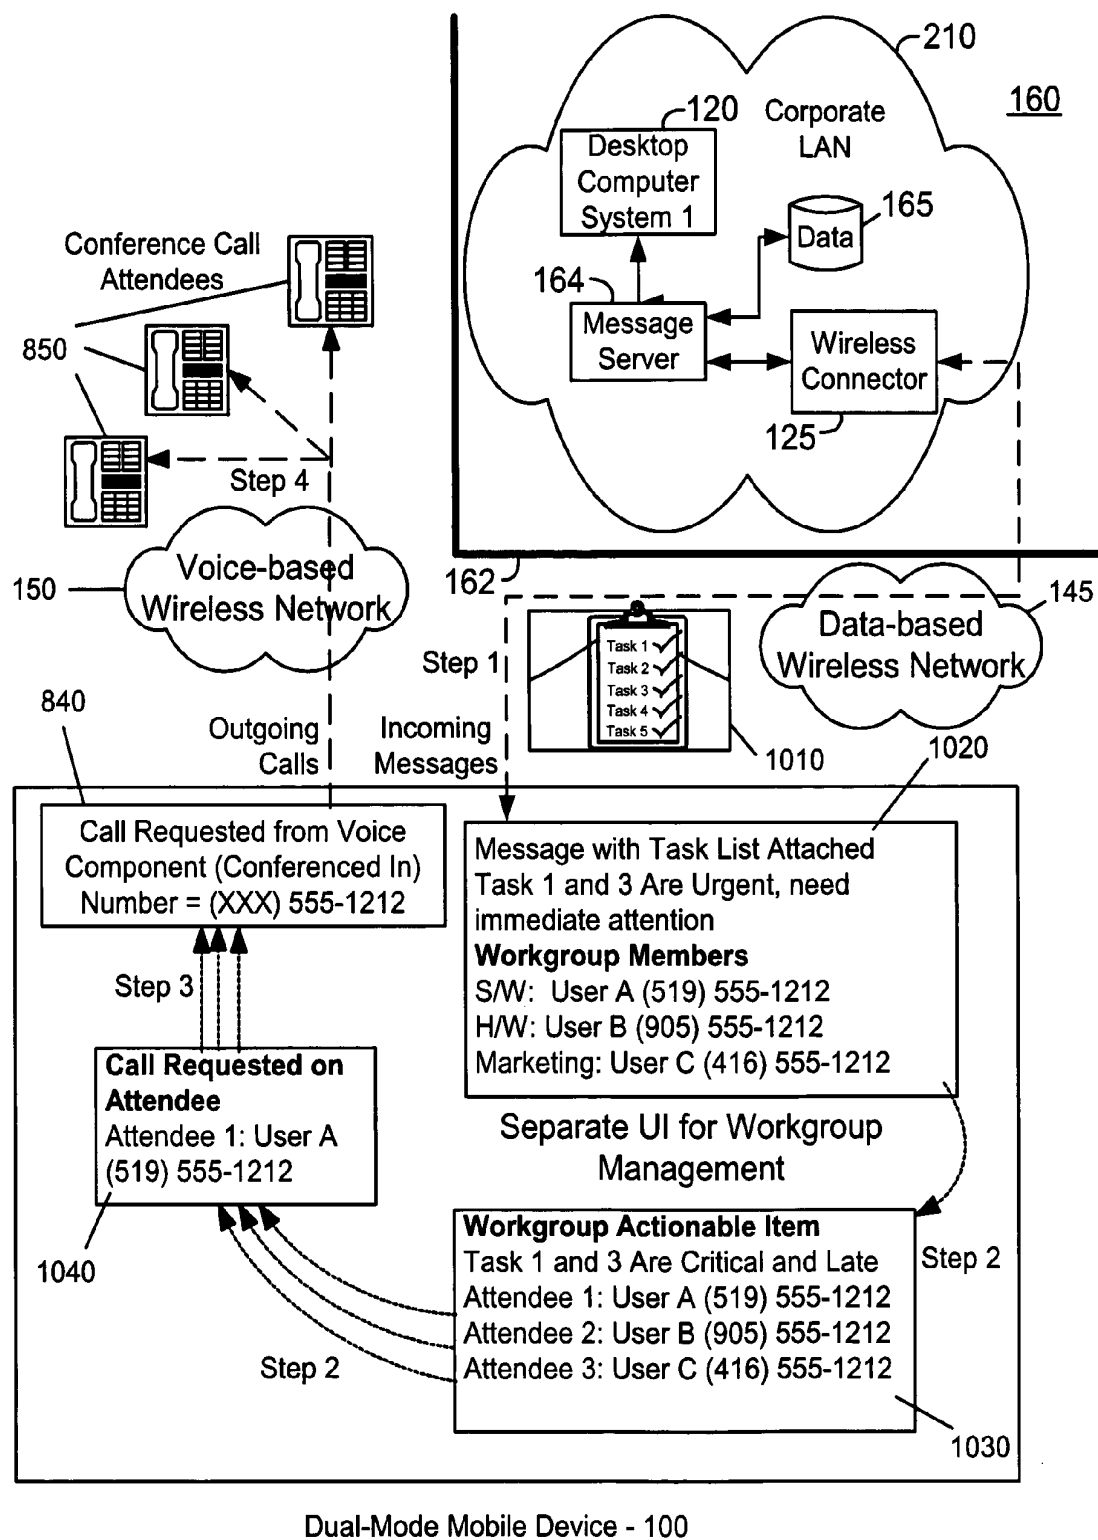 210
160
120
Corporate
LAN
Desktop
Computer
System 1
165
Data
164
Message
Server
Wireless
Connector
125
Conference Call
Attendees
850
Step 4
150
Voice-based
Wireless Network
162
145
Data-based
Wireless Network
Step 1
Task 1
Task 2
Task 3
Task 4
Task 5
1010
840
Outgoing
Calls
Incoming
Messages
1020
Call Requested from Voice
Component (Conferenced In)
Number = (XXX) 555-1212
Message with Task List Attached
Task 1 and 3 Are Urgent, need
immediate attention
Workgroup Members
S/W: User A (519) 555-1212
H/W: User B (905) 555-1212
Marketing: User C (416) 555-1212
Step 3
Call Requested on
Attendee
Attendee 1: User A
(519) 555-1212
1040
Separate UI for Workgroup
Management
Step 2
Workgroup Actionable Item
Task 1 and 3 Are Critical and Late
Attendee 1: User A (519) 555-1212
Attendee 2: User B (905) 555-1212
Attendee 3: User C (416) 555-1212
Step 2
1030
Dual-Mode Mobile Device - 100